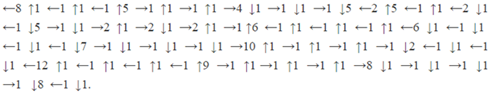 ←8 ↑1 ←1 ↑1 ←1 ↑5 →1 ↑1 →1 ↑1 →4 ↓1 →1 ↓1 →1 ↓5 ←2 ↑5 ←1 ↑1 ←2 ↓1
←1 ↓5 →1 ↓1 →2 ↑1 →2 ↓1 →2 ↑1 →1 ↑6 ←1 ↑1 ←1 ↑1 ←1 ↑1 ←6 ↓1 ←1 ↓1
←1 ↓1 ←1 ↓7 →1 ↓1 →1 ↓1 →1 ↓1 →10 ↑1 →1 ↑1 →1 ↑1 →1 ↓2 ←1 ↓1 ←1
↓1 ←12 ↑1 ←1 ↑1 ←1 ↑1 ←1 ↑9 →1 ↑1 →1 ↑1 →1 ↑1 →8 ↓1 →1 ↓1 →1 ↓1
→1 ↓8 ←1 ↓1.